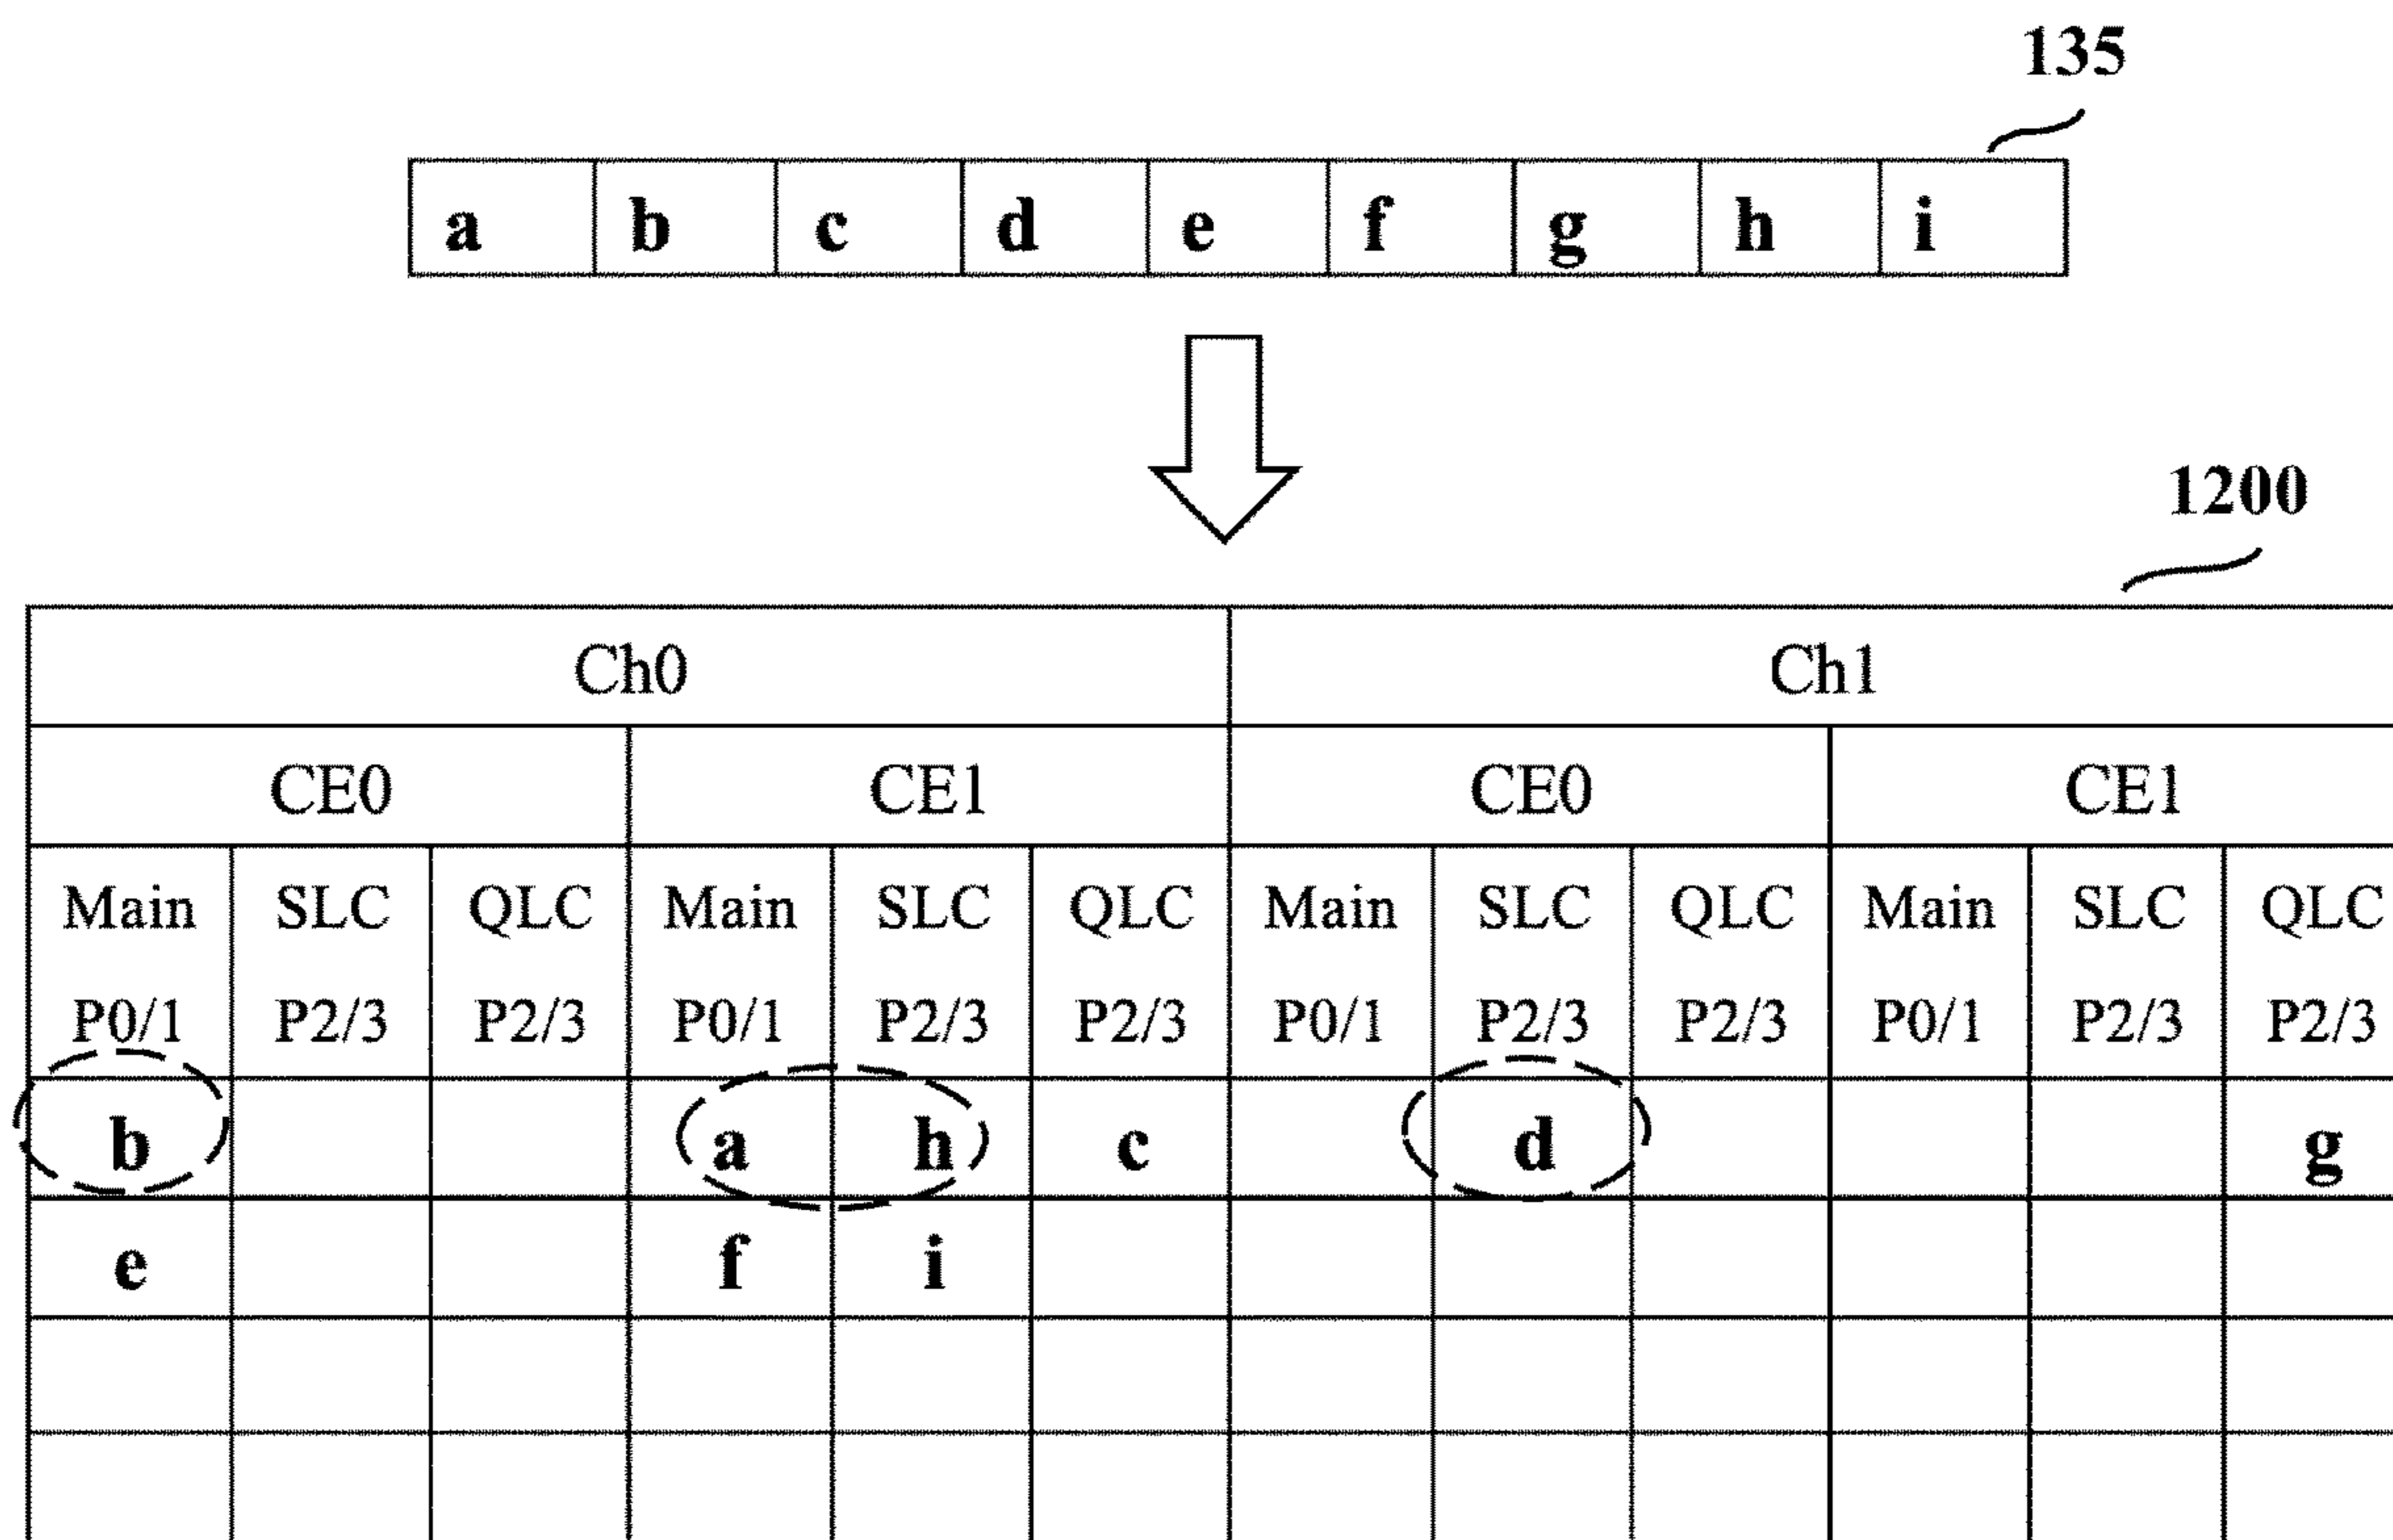 135
a b c d e f g h i
1200
Ch0 Ch1
CE0 CE1 CE0 CE1
Main SLC QLC Main SLC QLC Main SLC QLC Main SLC QLC
P0/1 P2/3 P2/3 P0/1 P2/3 P2/3 P0/1 P2/3 P2/3 P0/1 P2/3 P2/3
b a h c d g
e f i